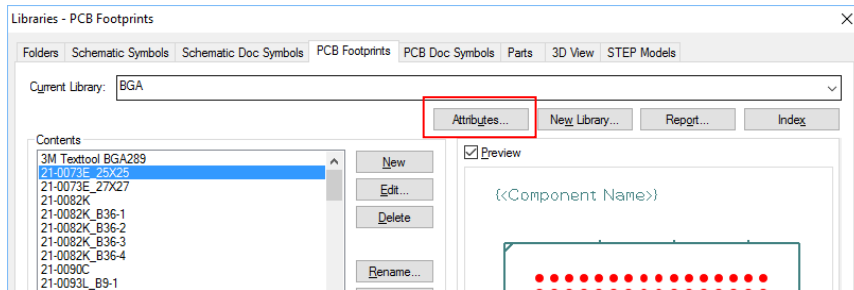 Libraries - PCB Footprints
Folders Schematic Symbols Schematic Doc Symbols PCB Footprints PCB Doc Symbols Parts 3D View STEP Models
Current Library: BGA
Attributes... New Library... Report... Index
Contents
3M Texttool BGA289
21-0073E_25X25
21-0073E_27X27
21-0082K
21-0082K_B36-1
21-0082K_B36-2
21-0082K_B36-3
21-0082K_B36-4
21-0090C
21-0093L_B9-1
New
Edit...
Delete
Rename...
Preview
{<Component Name>}